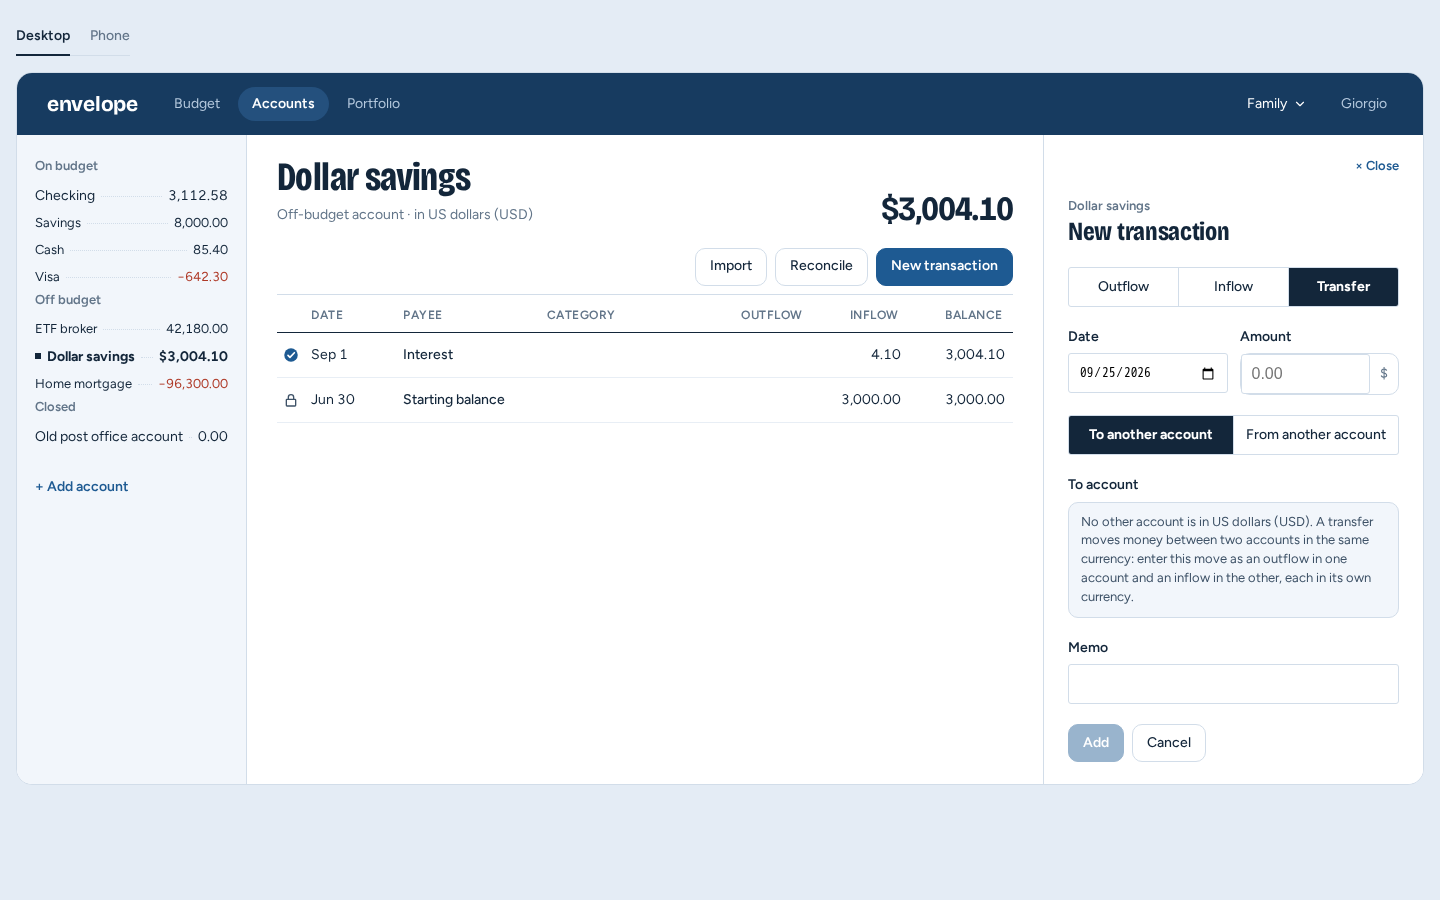 Desktop Phone
envelope Budget Accounts Portfolio Family Giorgio
On budget
Checking 3,112.58
Savings 8,000.00
Cash 85.40
Visa −642.30
Off budget
ETF broker 42,180.00
Dollar savings $3,004.10
Home mortgage −96,300.00
Closed
Old post office account 0.00
+ Add account
Dollar savings
Off-budget account · in US dollars (USD)
$3,004.10
Import Reconcile New transaction
DATE PAYEE CATEGORY OUTFLOW INFLOW BALANCE
Sep 1 Interest 4.10 3,004.10
Jun 30 Starting balance 3,000.00 3,000.00
× Close
Dollar savings
New transaction
Outflow Inflow Transfer
Date Amount
09/25/2026 0.00 $
To another account From another account
To account
No other account is in US dollars (USD). A transfer
moves money between two accounts in the same
currency: enter this move as an outflow in one
account and an inflow in the other, each in its own
currency.
Memo
Add Cancel